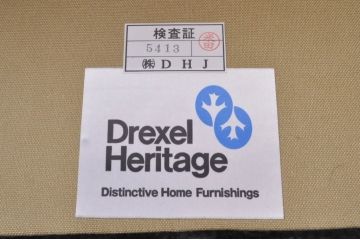 検査証
5413
㈱ D H J
Drexel
Heritage
Distinctive Home Furnishings